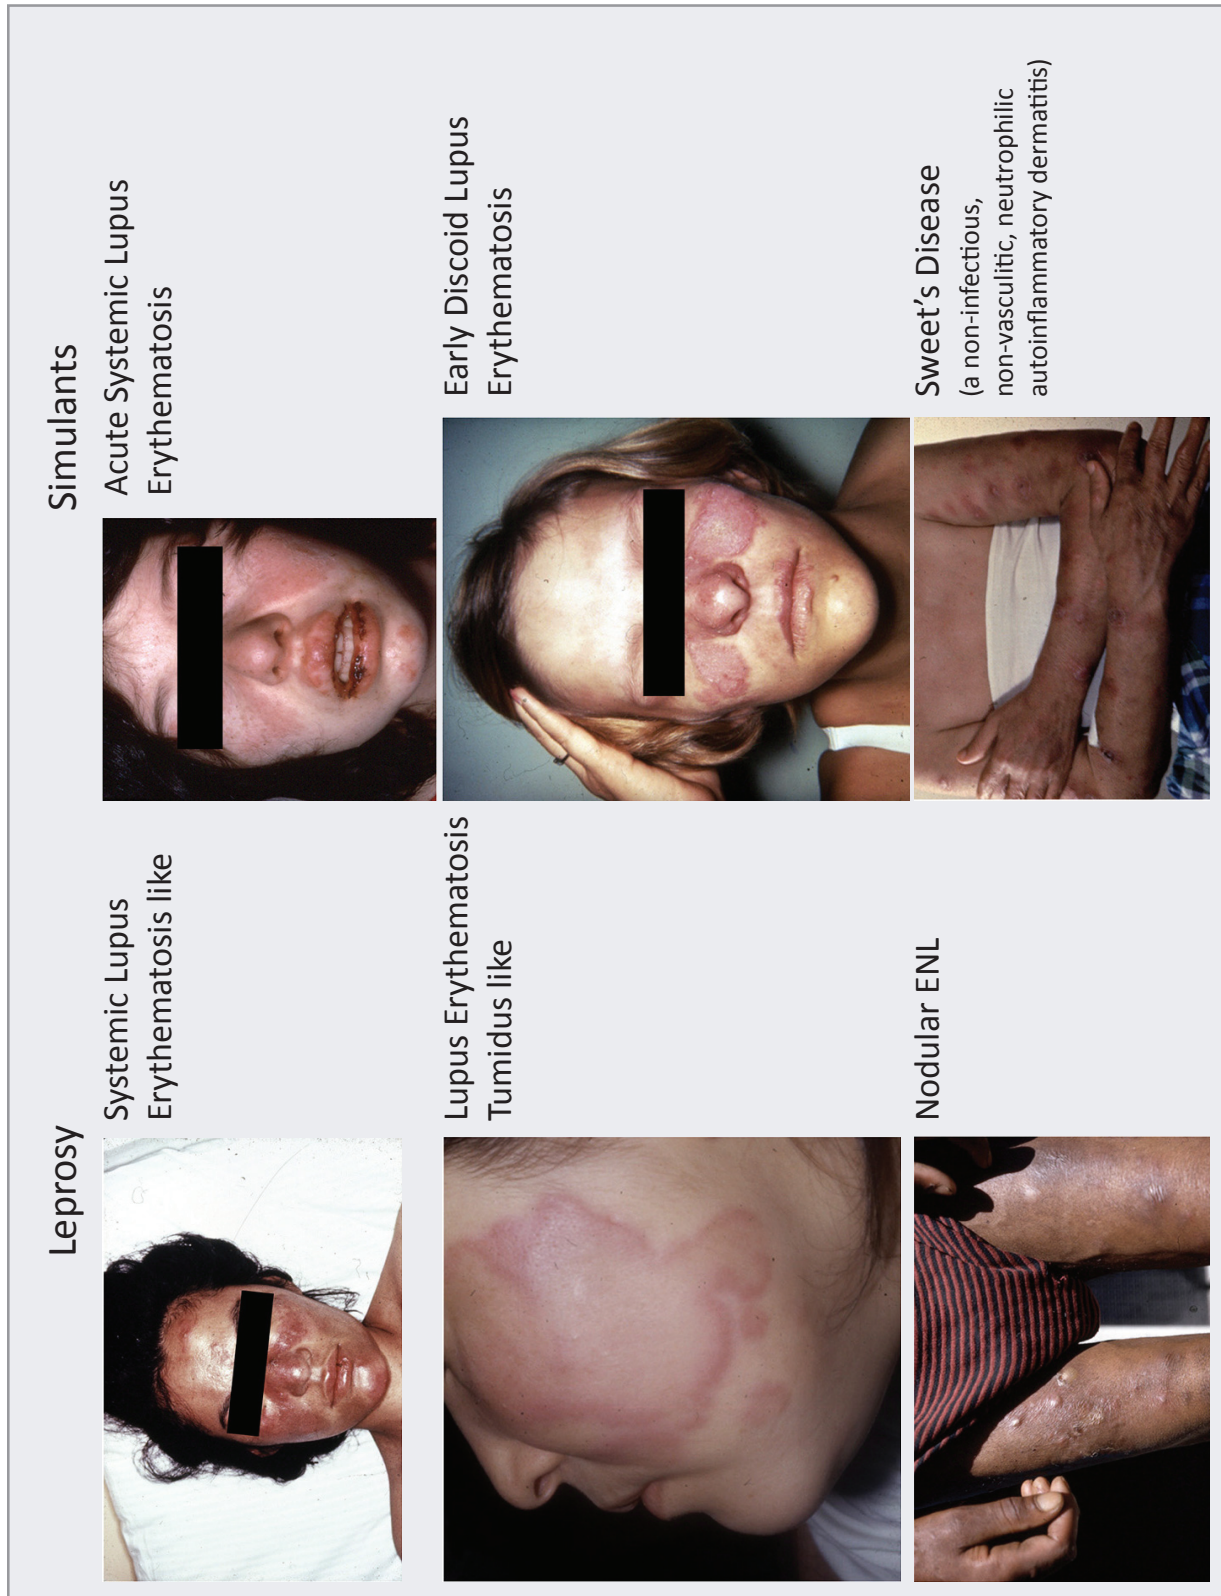 Leprosy
Simulants
Systemic Lupus
Erythematosis like
Acute Systemic Lupus
Erythematosis
Lupus Erythematosis
Tumidus like
Early Discoid Lupus
Erythematosis
Nodular ENL
Sweet’s Disease
(a non-infectious,
non-vasculitic, neutrophilic
autoinflammatory dermatitis)